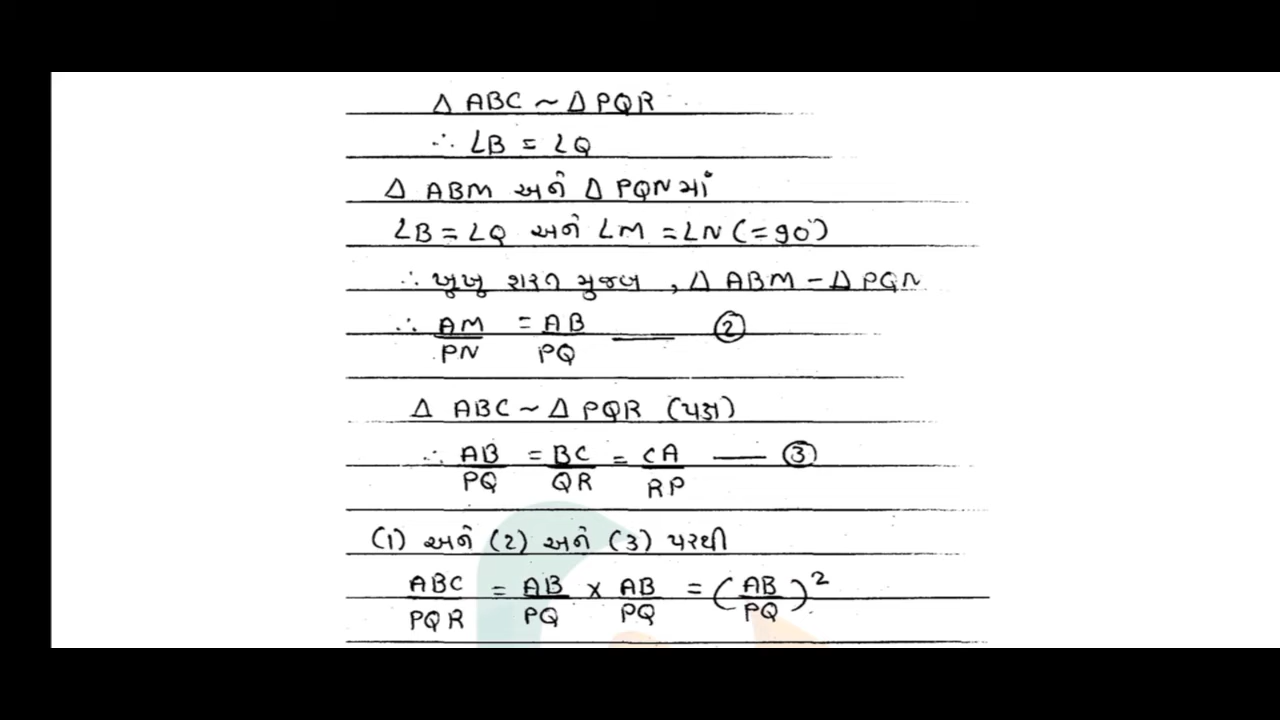 Δ ABC ~ Δ PQR
∴ ∠B = ∠Q
Δ ABM અને Δ PQN માં
∠B = ∠Q અને ∠M = ∠N (= 90°)
∴ ખૂખૂ શરત મુજબ , Δ ABM – Δ PQN
∴ AM/PN = AB/PQ —— ②
Δ ABC ~ Δ PQR (પક્ષ)
∴ AB/PQ = BC/QR = CA/RP —— ③
(1) અને (2) અને (3) પરથી
ABC/PQR = AB/PQ × AB/PQ = (AB/PQ)²